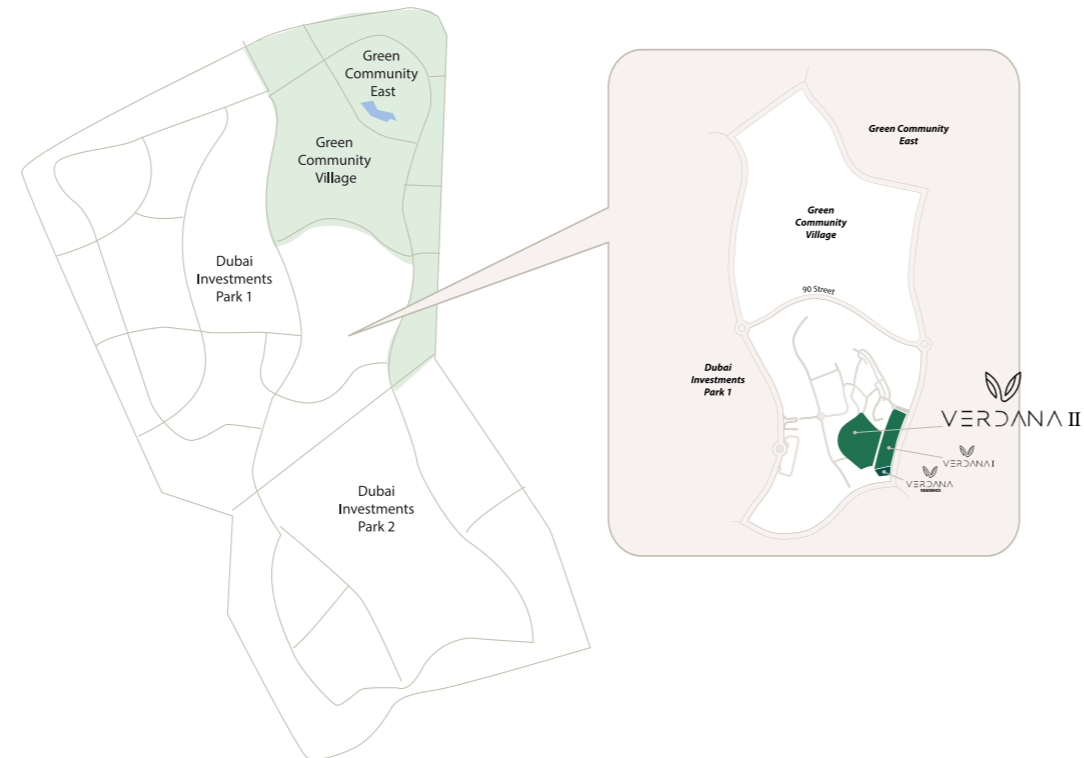 Green
Community
East
Green
Community
Village
Dubai
Investments
Park 1
Dubai
Investments
Park 2
Green Community
East
Green
Community
Village
90 Street
Dubai
Investments
Park 1
VERDANA II
VERDANA I
VERDANA
RESIDENCE